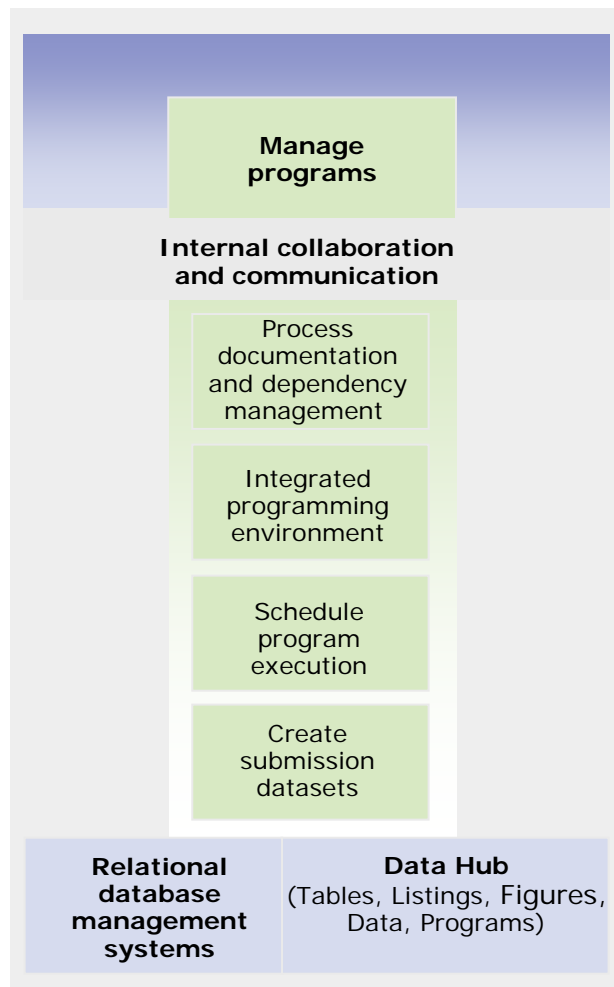 Manage
programs
Internal collaboration
and communication
Process
documentation
and dependency
management
Integrated
programming
environment
Schedule
program
execution
Create
submission
datasets
Relational
database
management
systems
Data Hub
(Tables, Listings, Figures,
Data, Programs)